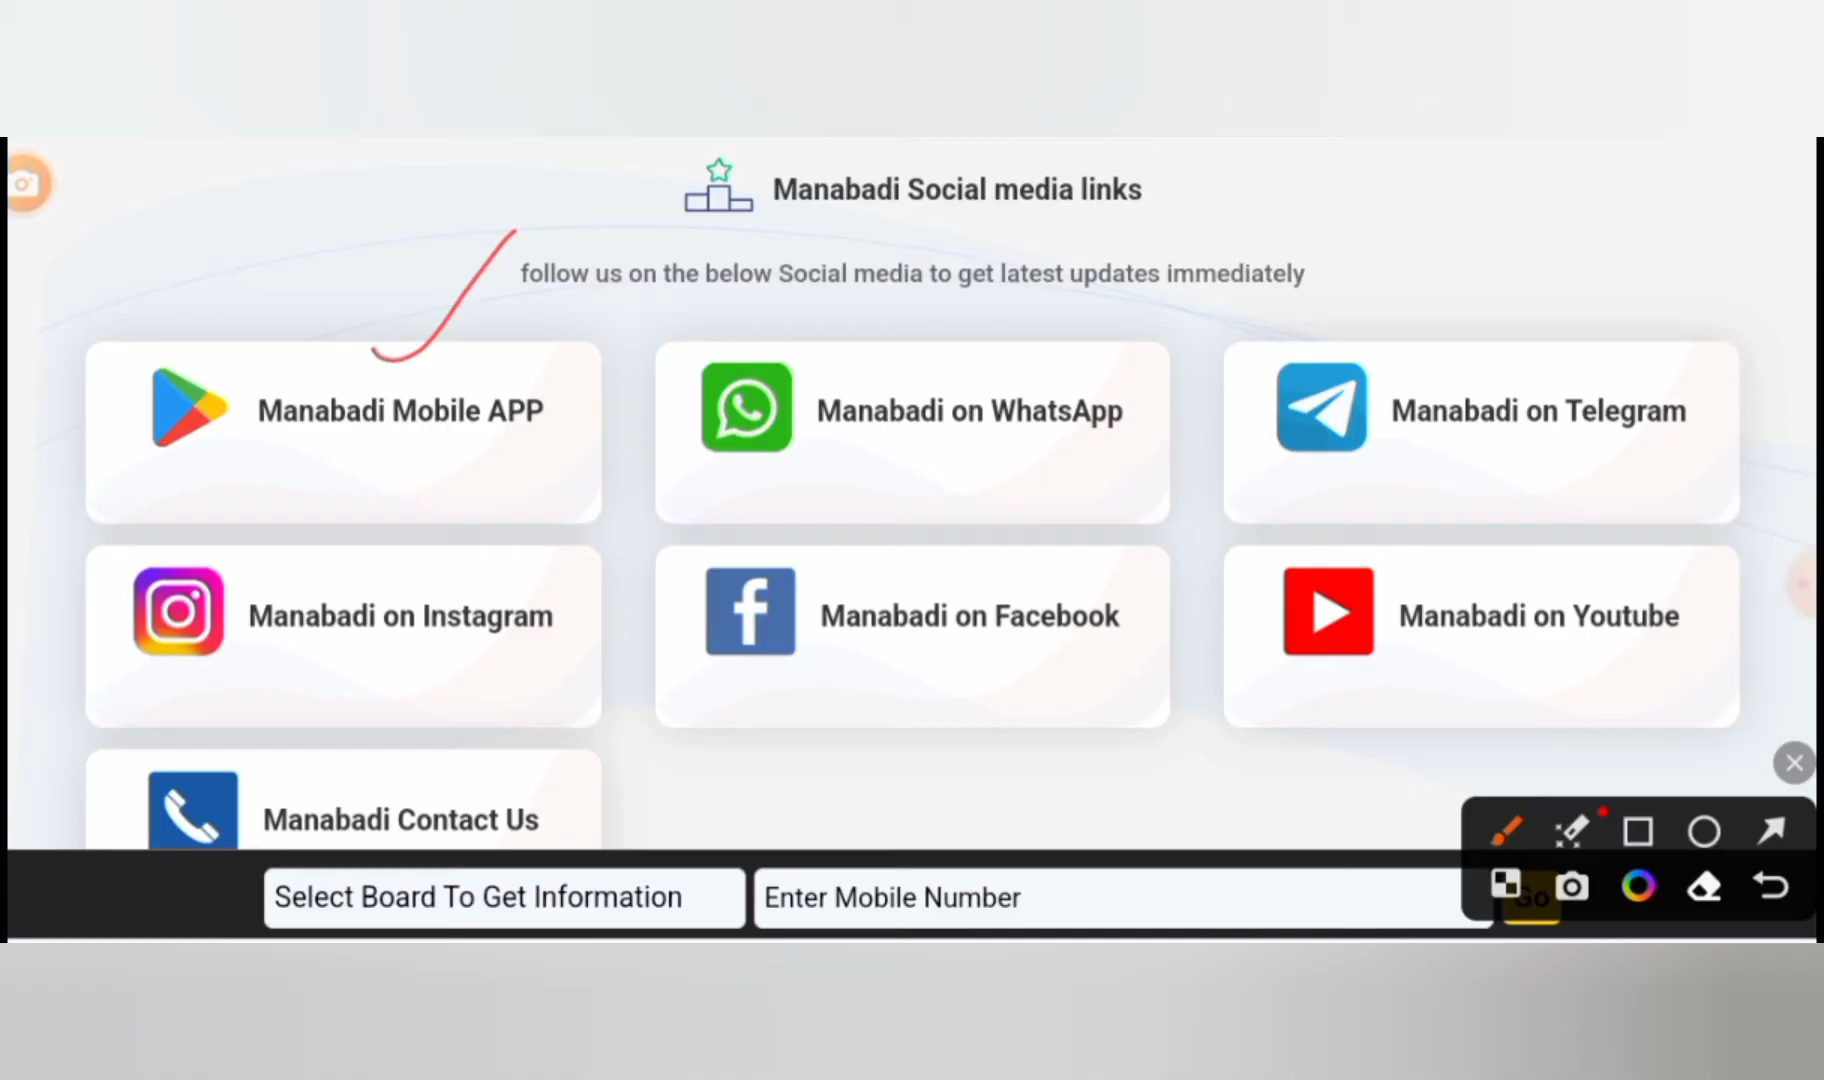 Manabadi Social media links
follow us on the below Social media to get latest updates immediately
Manabadi Mobile APP
Manabadi on WhatsApp
Manabadi on Telegram
Manabadi on Instagram
Manabadi on Facebook
Manabadi on Youtube
Manabadi Contact Us
Select Board To Get Information
Enter Mobile Number
Go